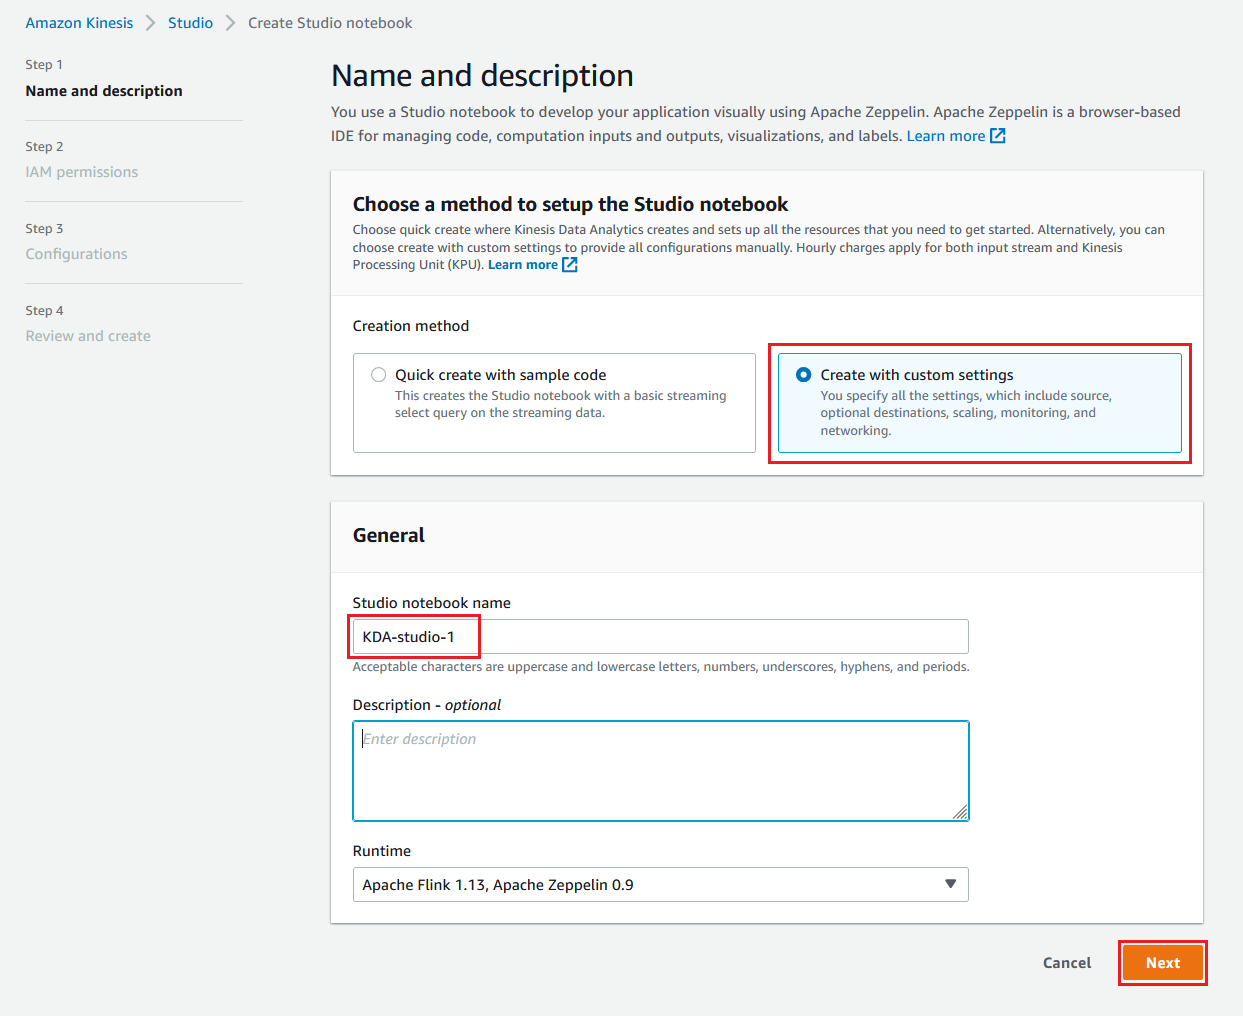 Amazon Kinesis > Studio > Create Studio notebook
Step 1
Name and description
Step 2
IAM permissions
Step 3
Configurations
Step 4
Review and create
Name and description
You use a Studio notebook to develop your application visually using Apache Zeppelin. Apache Zeppelin is a browser-based
IDE for managing code, computation inputs and outputs, visualizations, and labels. Learn more
Choose a method to setup the Studio notebook
Choose quick create where Kinesis Data Analytics creates and sets up all the resources that you need to get started. Alternatively, you can
choose create with custom settings to provide all configurations manually. Hourly charges apply for both input stream and Kinesis
Processing Unit (KPU). Learn more
Creation method
Quick create with sample code
This creates the Studio notebook with a basic streaming
select query on the streaming data.
Create with custom settings
You specify all the settings, which include source,
optional destinations, scaling, monitoring, and
networking.
General
Studio notebook name
KDA-studio-1
Acceptable characters are uppercase and lowercase letters, numbers, underscores, hyphens, and periods.
Description - optional
Enter description
Runtime
Apache Flink 1.13, Apache Zeppelin 0.9
Cancel
Next